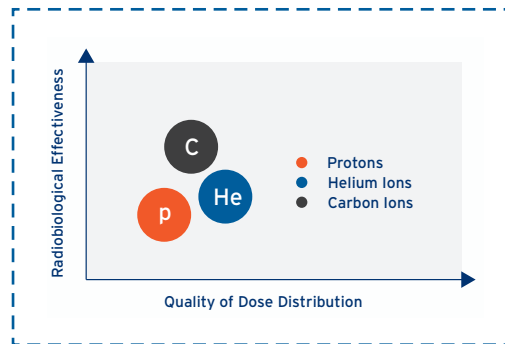 Radiobiological Effectiveness
C
He
p
Protons
Helium Ions
Carbon Ions
Quality of Dose Distribution